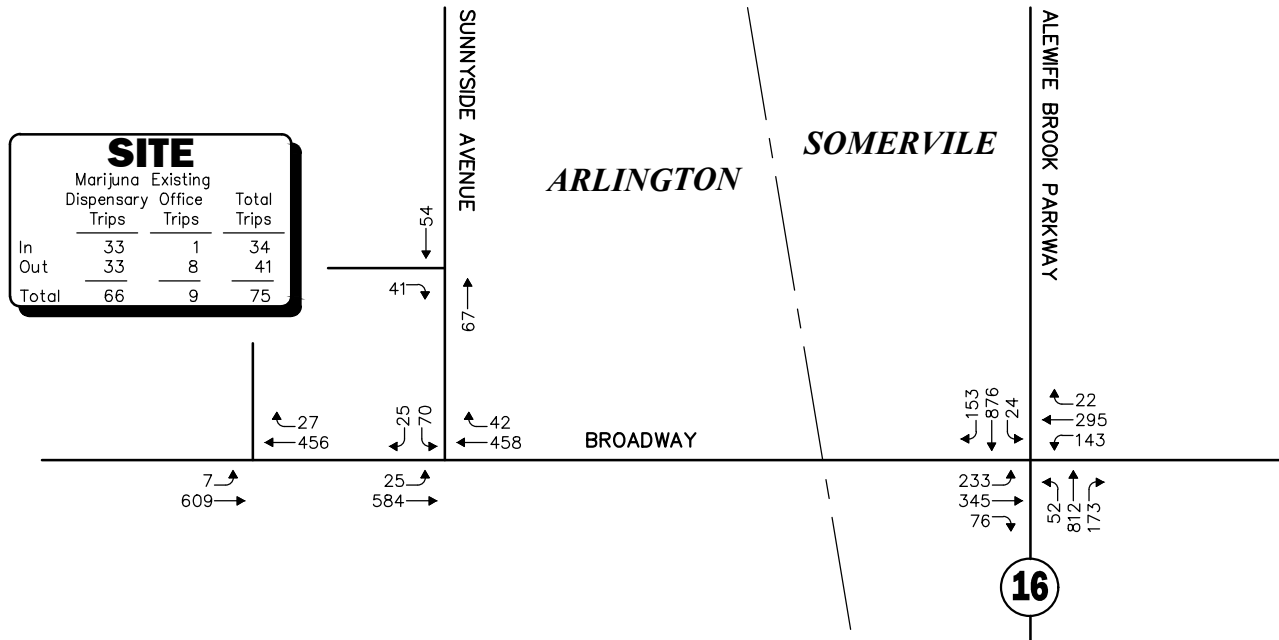 SITE
Marijuna Existing
Dispensary Office Total
Trips Trips Trips
In 33 1 34
Out 33 8 41
Total 66 9 75
SUNNYSIDE AVENUE
ARLINGTON
SOMERVILE
ALEWIFE BROOK PARKWAY
54
41
67
27
456
7
609
25
70
42
458
25
584
BROADWAY
153
876
24
22
295
143
233
345
76
52
812
173
16